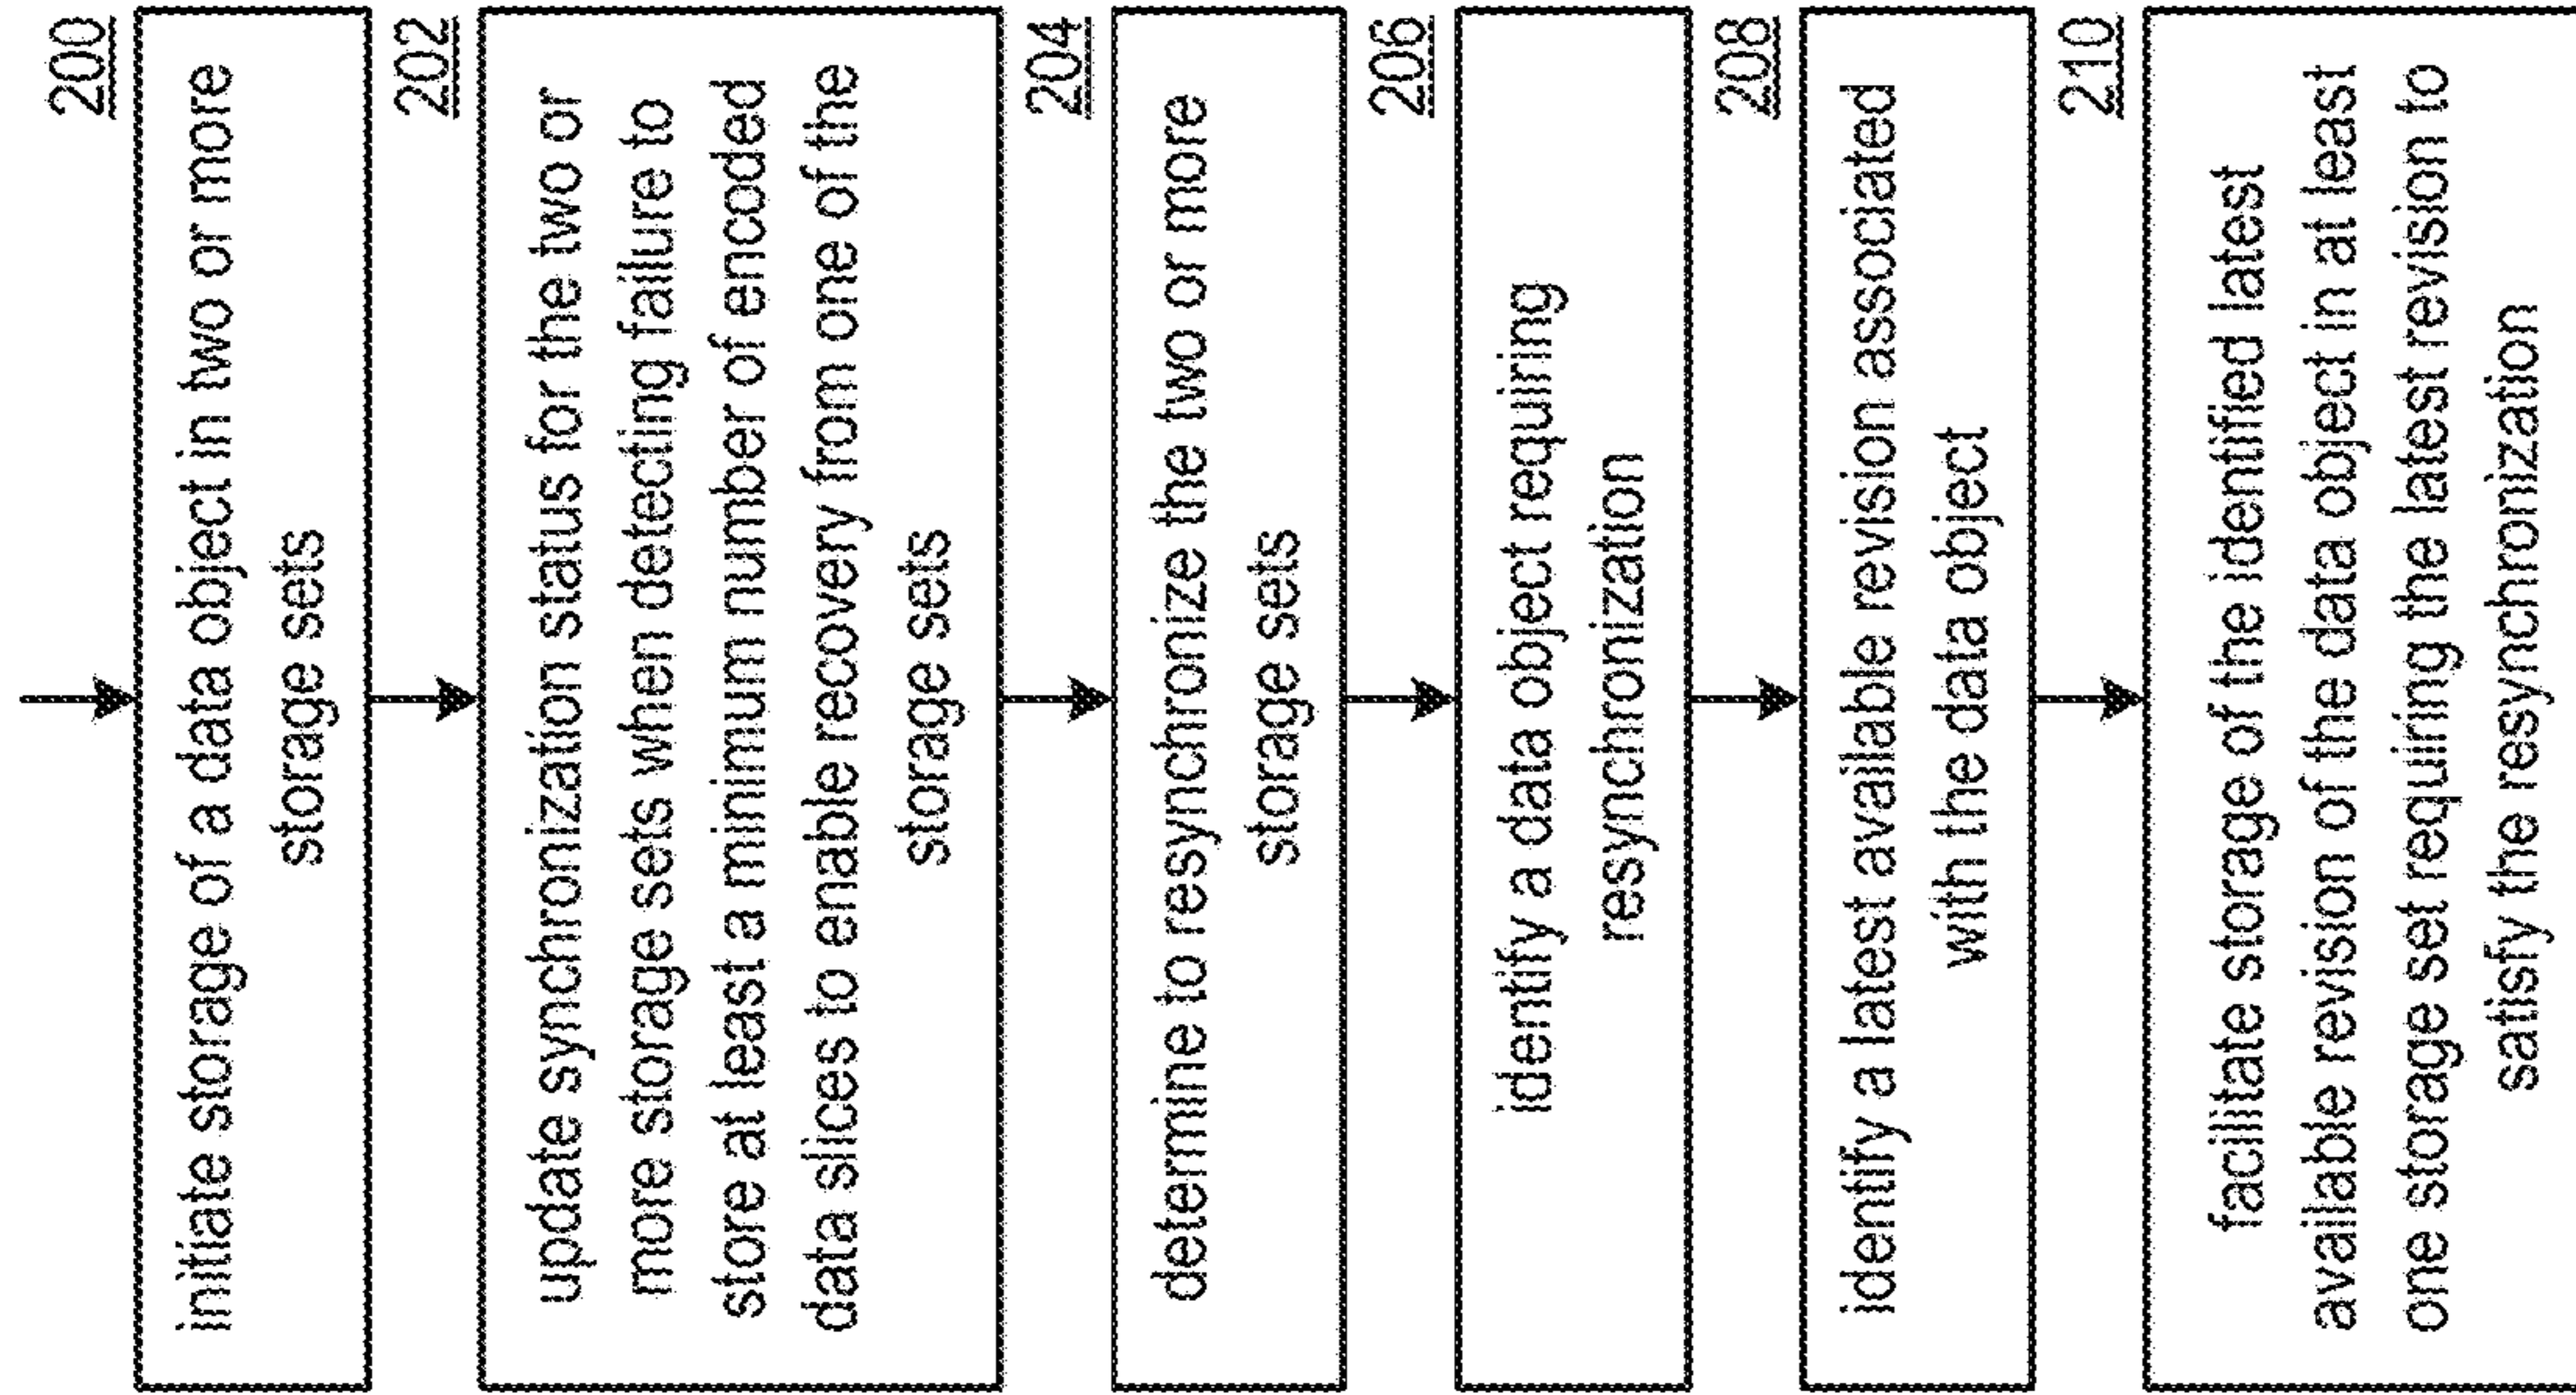 200
initiate storage of a data object in two or more
storage sets
202
update synchronization status for the two or
more storage sets when detecting failure to
store at least a minimum number of encoded
data slices to enable recovery from one of the
storage sets
204
determine to resynchronize the two or more
storage sets
206
identify a data object requiring
resynchronization
208
identify a latest available revision associated
with the data object
210
facilitate storage of the identified latest
available revision of the data object in at least
one storage set requiring the latest revision to
satisfy the resynchronization